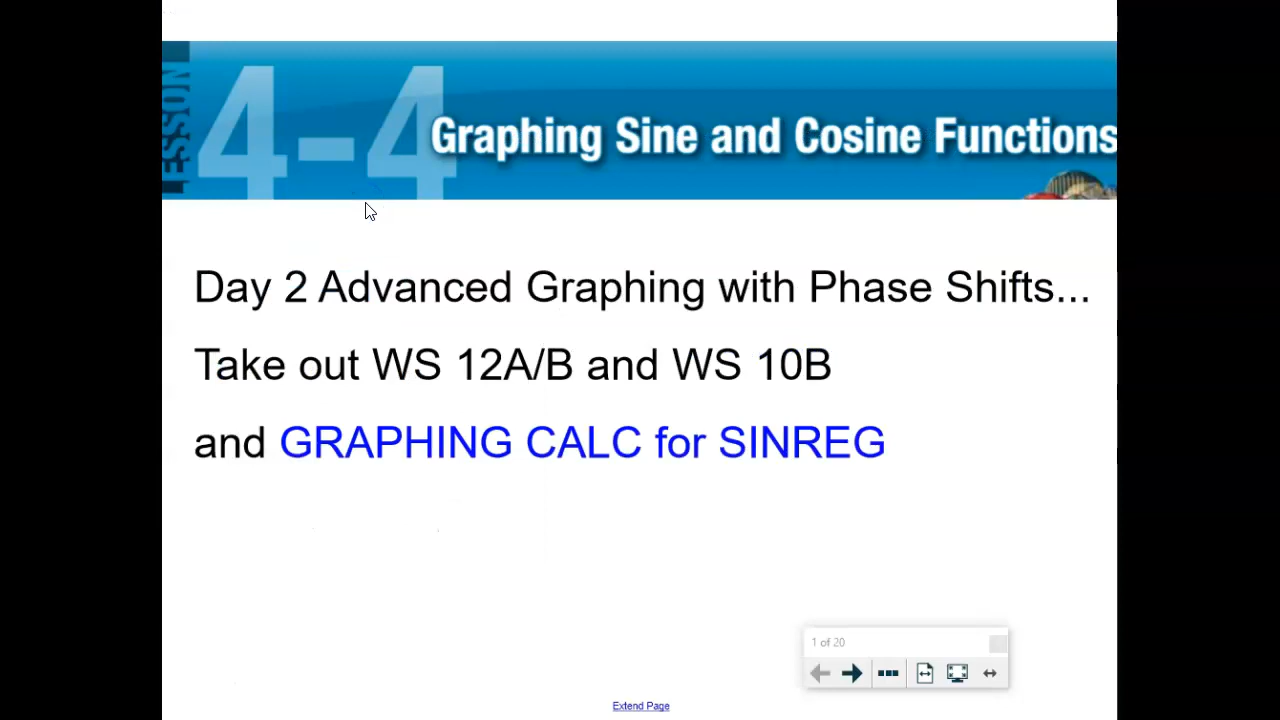 LESSON
4-4
Graphing Sine and Cosine Functions
Day 2 Advanced Graphing with Phase Shifts...
Take out WS 12A/B and WS 10B
and GRAPHING CALC for SINREG
1 of 20
Extend Page